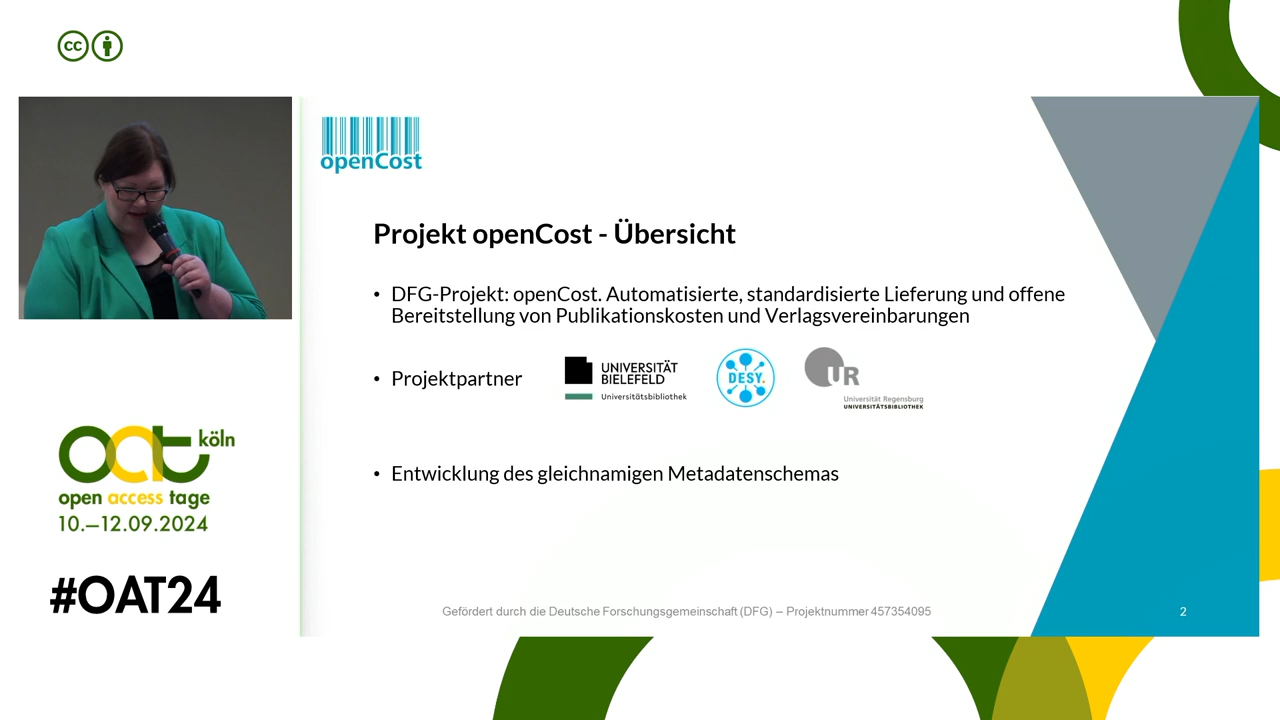 cc
openCost
Projekt openCost - Übersicht
• DFG-Projekt: openCost. Automatisierte, standardisierte Lieferung und offene
Bereitstellung von Publikationskosten und Verlagsvereinbarungen
• Projektpartner
UNIVERSITÄT
BIELEFELD
Universitätsbibliothek
DESY.
UR
Universität Regensburg
UNIVERSITÄTSBIBLIOTHEK
• Entwicklung des gleichnamigen Metadatenschemas
Gefördert durch die Deutsche Forschungsgemeinschaft (DFG) – Projektnummer 457354095
2
oat köln
open access tage
10.–12.09.2024
#OAT24